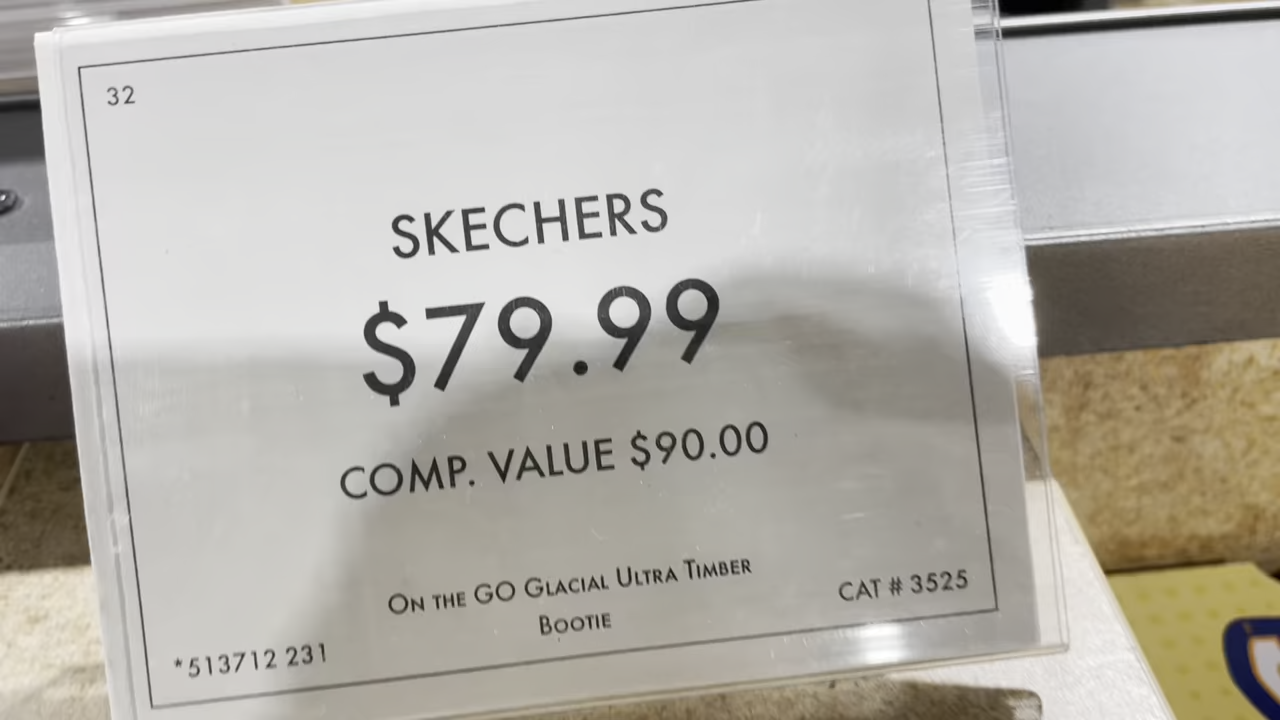 32
SKECHERS
$79.99
COMP. VALUE $90.00
ON THE GO GLACIAL ULTRA TIMBER
BOOTIE
CAT # 3525
*513712 231